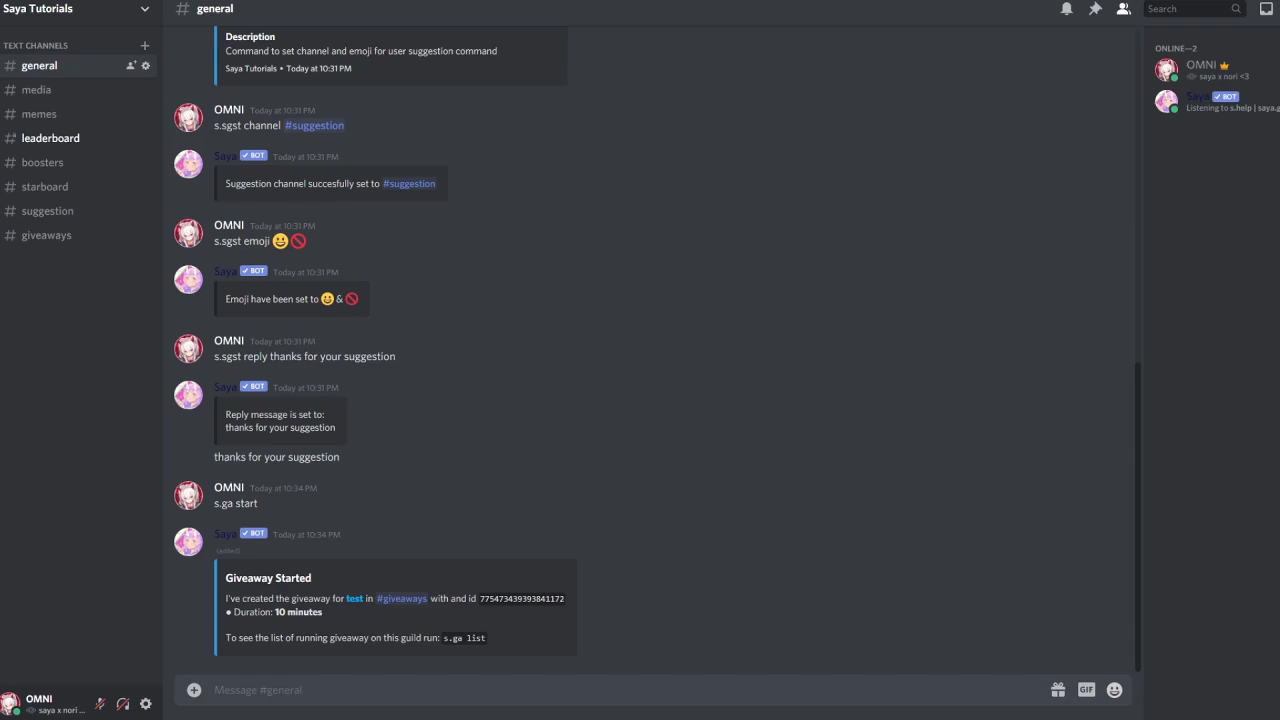 Saya Tutorials
general
Search
TEXT CHANNELS
general
media
memes
leaderboard
boosters
starboard
suggestion
giveaways
Description
Command to set channel and emoji for user suggestion command
Saya Tutorials • Today at 10:31 PM
OMNI Today at 10:31 PM
s.sgst channel #suggestion
Saya BOT Today at 10:31 PM
Suggestion channel succesfully set to #suggestion
OMNI Today at 10:31 PM
s.sgst emoji 😀🚫
Saya BOT Today at 10:31 PM
Emoji have been set to 😀 & 🚫
OMNI Today at 10:31 PM
s.sgst reply thanks for your suggestion
Saya BOT Today at 10:31 PM
Reply message is set to:
thanks for your suggestion
thanks for your suggestion
OMNI Today at 10:34 PM
s.ga start
Saya BOT Today at 10:34 PM
(edited)
Giveaway Started
I've created the giveaway for test in #giveaways with and id 775473439393841172
● Duration: 10 minutes
To see the list of running giveaway on this guild run: s.ga list
Message #general
GIF
ONLINE—2
OMNI
saya x nori <3
Saya BOT
Listening to s.help | saya.g
OMNI
saya x nori ...